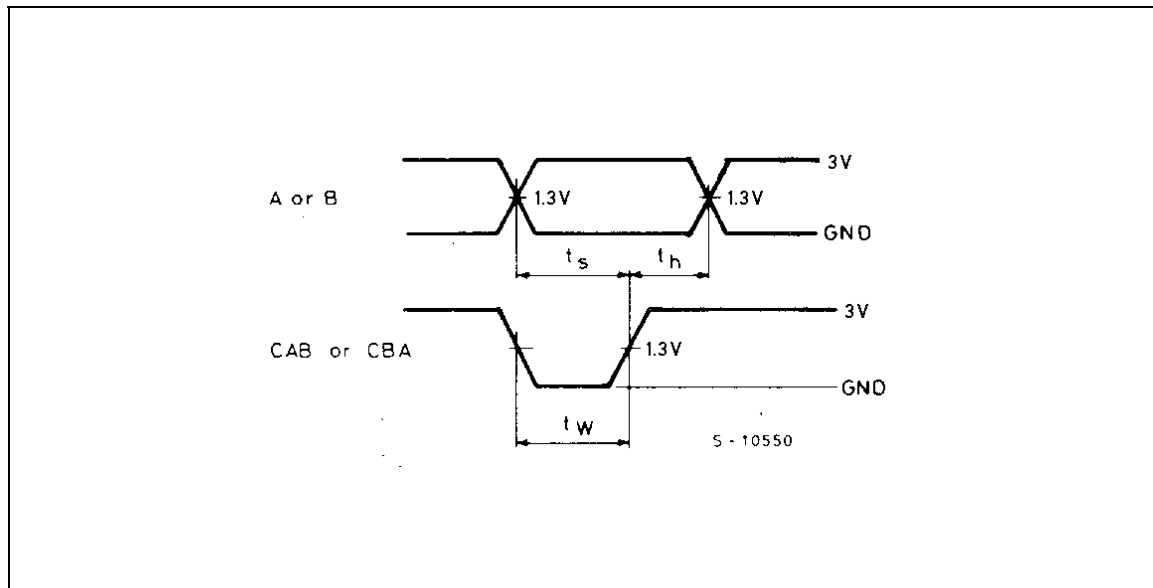 3V
A or B
1.3V
1.3V
GND
ts
th
3V
CAB or CBA
1.3V
GND
tW
S - 10550